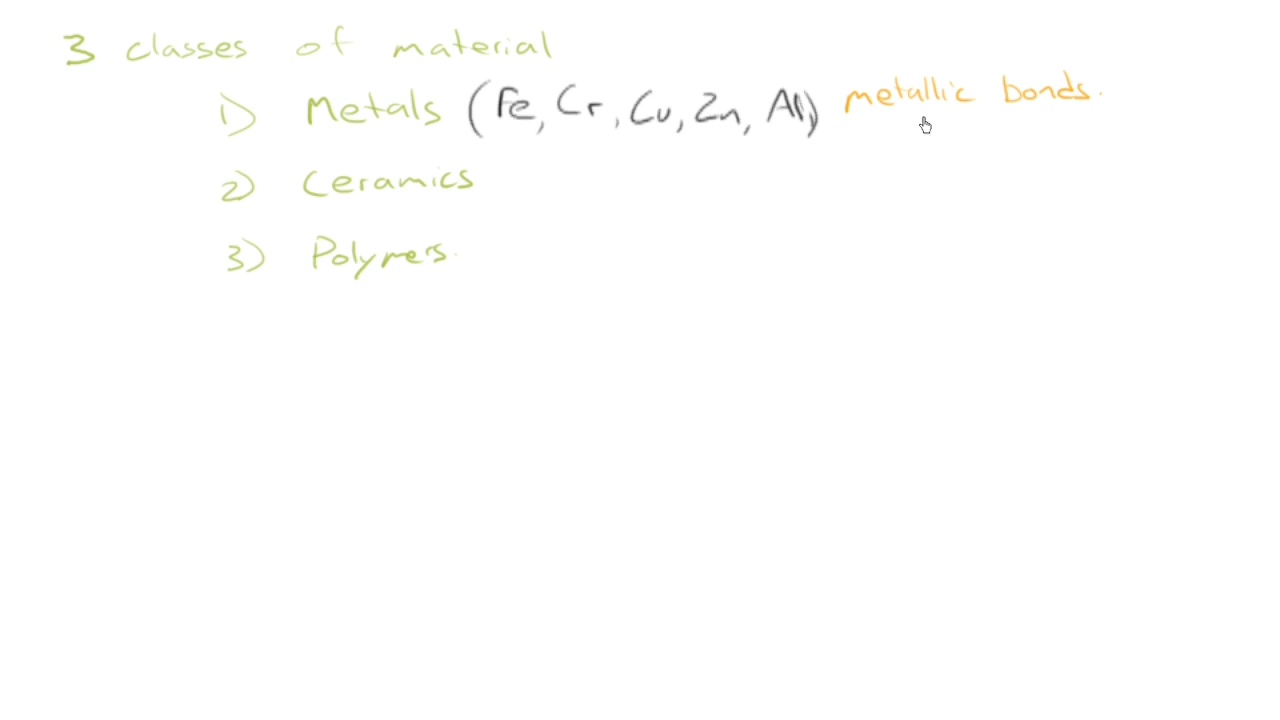 3 classes of material
1) Metals (Fe, Cr, Cu, Zn, Al) metallic bonds.
2) Ceramics
3) Polymers.